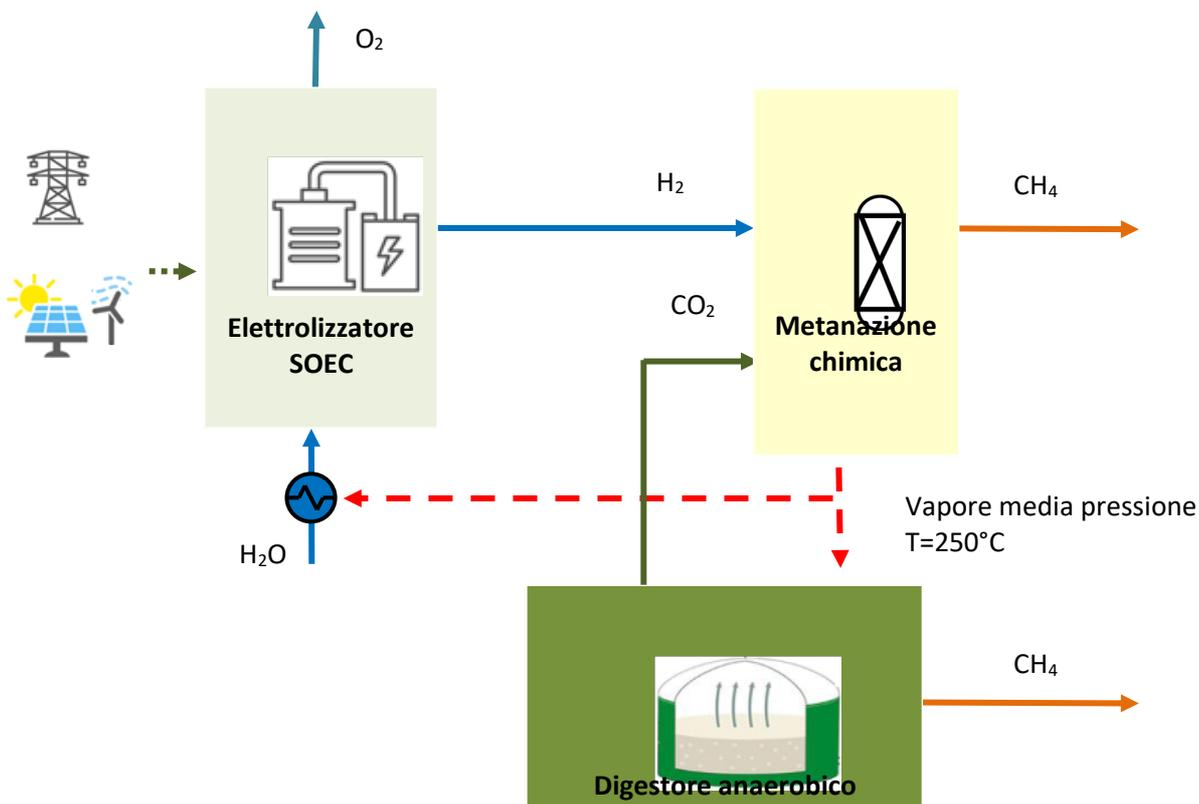 O₂
H₂
CH₄
CO₂
Elettrolizzatore
SOEC
Metanazione
chimica
Vapore media pressione
T=250°C
H₂O
CH₄
Digestore anaerobico